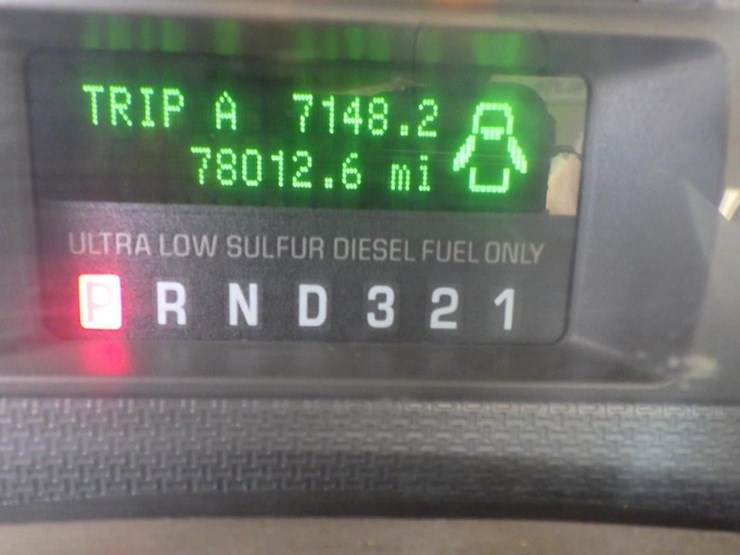 TRIP A 7148.2
78012.6 mi
ULTRA LOW SULFUR DIESEL FUEL ONLY
P R N D 3 2 1